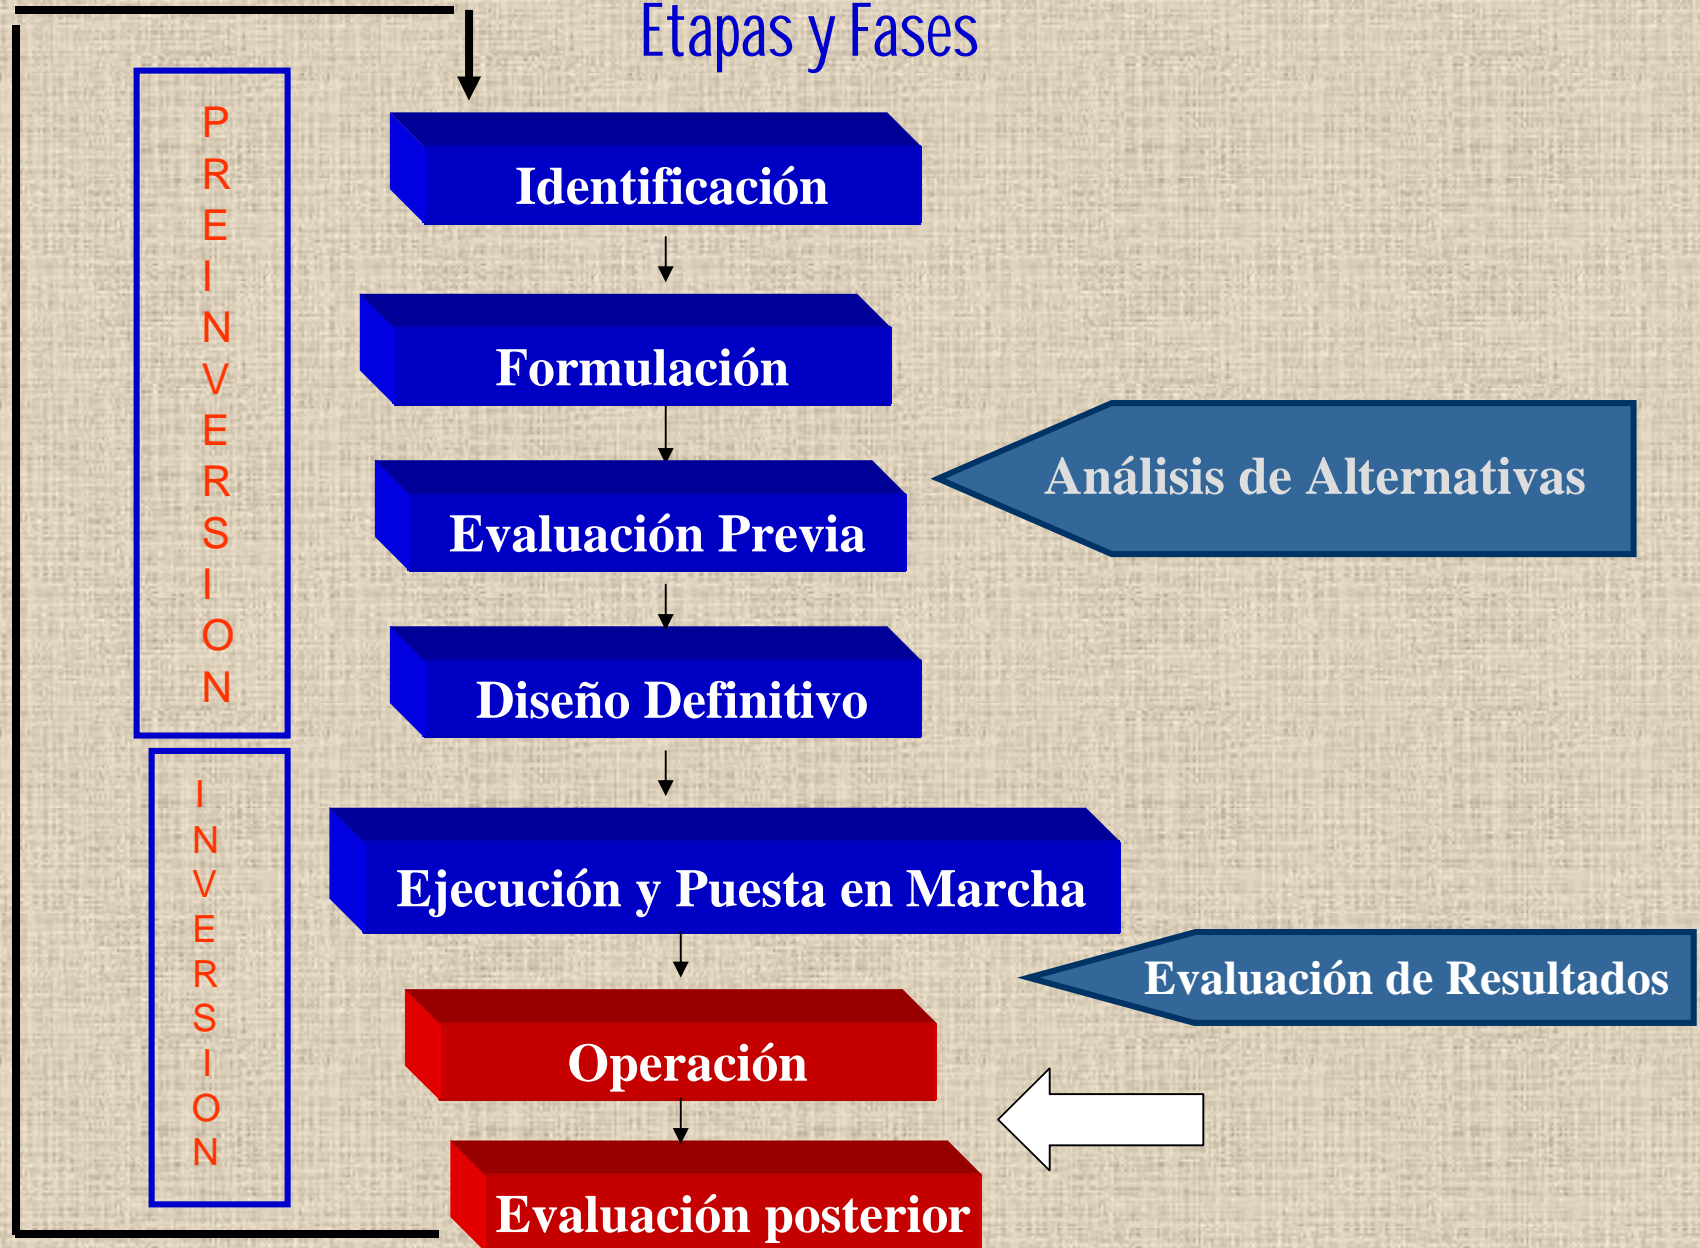 Etapas y Fases
PREINVERSION
Identificación
Formulación
Análisis de Alternativas
Evaluación Previa
Diseño Definitivo
INVERSION
Ejecución y Puesta en Marcha
Evaluación de Resultados
Operación
Evaluación posterior